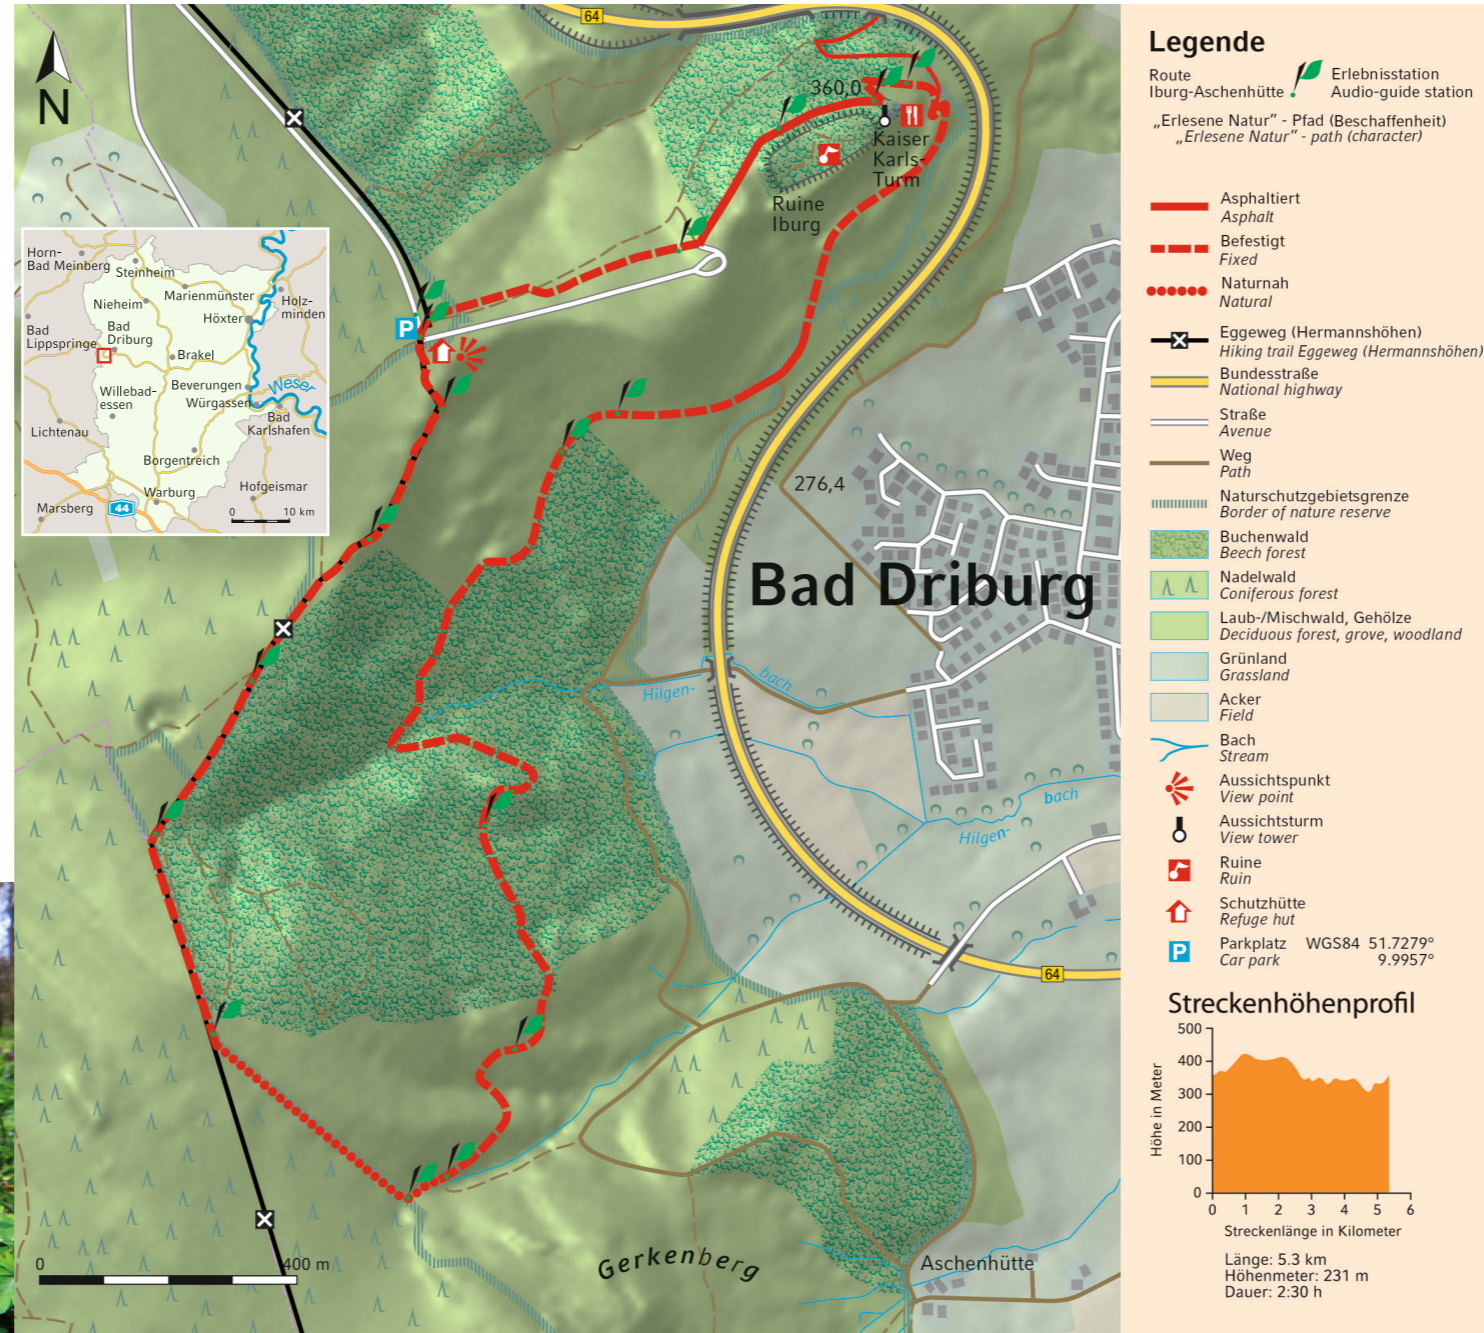 64
N
360,0
Kaiser
Karls-
Turm
Ruine
Iburg
P
Horn-
Bad Meinberg
Steinheim
Nieheim
Marienmünster
Holz-
minden
Höxter
Bad
Lippspringe
Bad
Driburg
Brakel
Willebad-
essen
Beverungen
Würgassen
Weser
Bad
Karlshafen
Lichtenau
Borgentreich
Hofgeismar
Marsberg
44
Warburg
0 10 km
276,4
Bad Driburg
Hilgen-
bach
Hilgen-
bach
64
Gerkenberg
Aschenhütte
0 400 m
Legende
Route
Iburg-Aschenhütte
Erlebnisstation
Audio-guide station
„Erlesene Natur” - Pfad (Beschaffenheit)
„Erlesene Natur” - path (character)
Asphaltiert
Asphalt
Befestigt
Fixed
Naturnah
Natural
Eggeweg (Hermannshöhen)
Hiking trail Eggeweg (Hermannshöhen)
Bundesstraße
National highway
Straße
Avenue
Weg
Path
Naturschutzgebietsgrenze
Border of nature reserve
Buchenwald
Beech forest
Nadelwald
Coniferous forest
Laub-/Mischwald, Gehölze
Deciduous forest, grove, woodland
Grünland
Grassland
Acker
Field
Bach
Stream
Aussichtspunkt
View point
Aussichtsturm
View tower
Ruine
Ruin
Schutzhütte
Refuge hut
P
Parkplatz WGS84 51.7279°
Car park 9.9957°
Streckenhöhenprofil
Höhe in Meter
500
400
300
200
100
0
0 1 2 3 4 5 6
Streckenlänge in Kilometer
Länge: 5.3 km
Höhenmeter: 231 m
Dauer: 2:30 h